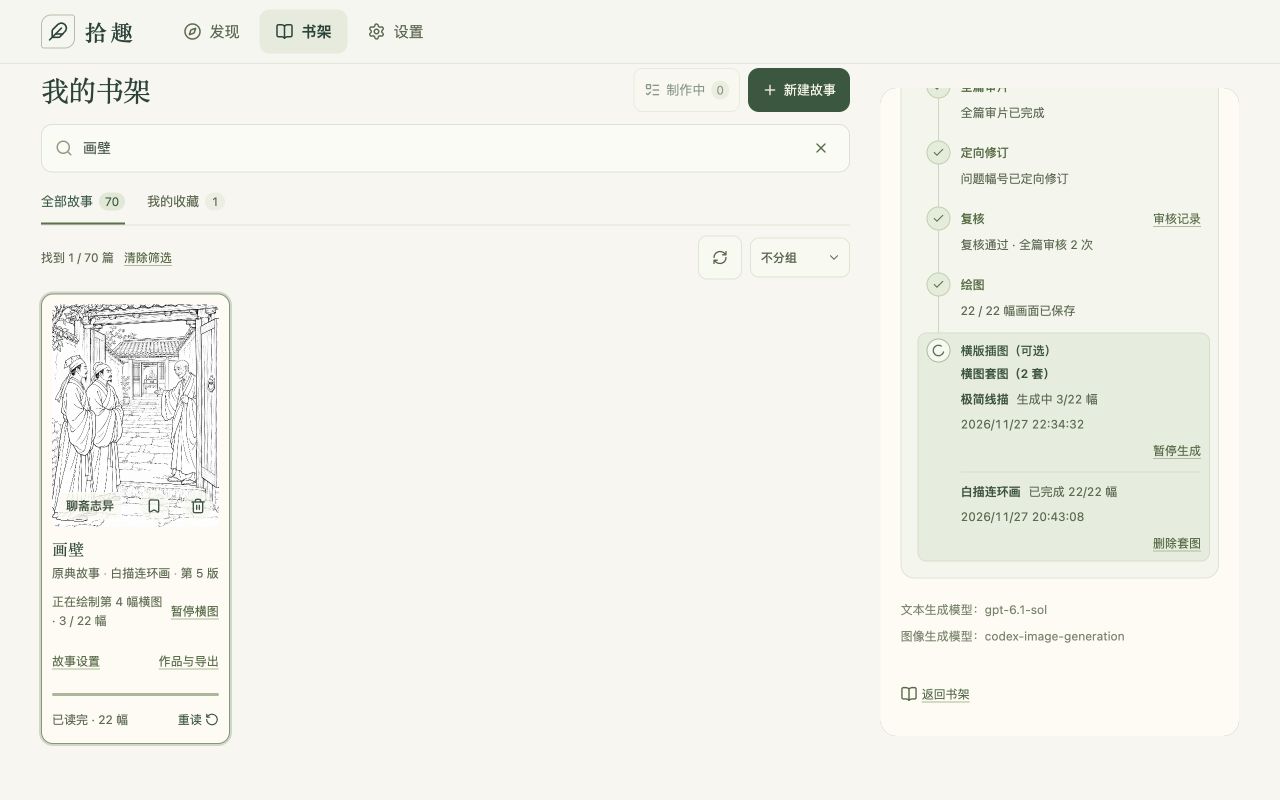 拾趣
发现
书架
设置
我的书架
制作中 0
新建故事
画壁
全部故事 70
我的收藏 1
找到 1 / 70 篇 清除筛选
不分组
聊斋志异
画壁
原典故事 · 白描连环画 · 第 5 版
正在绘制第 4 幅横图
· 3 / 22 幅
暂停横图
故事设置
作品与导出
已读完 · 22 幅
重读
全篇审片
全篇审片已完成
定向修订
问题幅号已定向修订
复核
审核记录
复核通过 · 全篇审核 2 次
绘图
22 / 22 幅画面已保存
横版插图（可选）
横图套图（2 套）
极简线描 生成中 3/22 幅
2026/11/27 22:34:32
暂停生成
白描连环画 已完成 22/22 幅
2026/11/27 20:43:08
删除套图
文本生成模型：gpt-6.1-sol
图像生成模型：codex-image-generation
返回书架